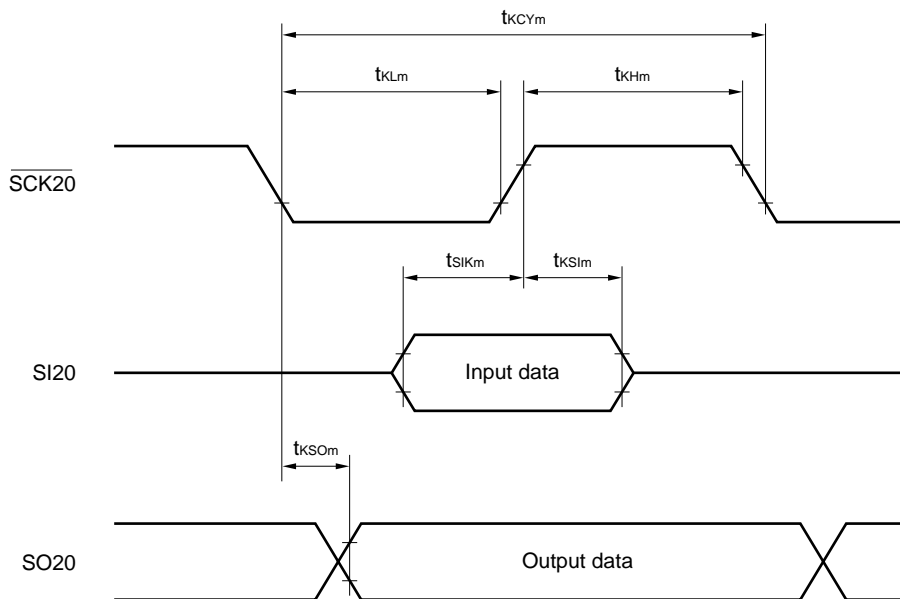 tKCYm
tKLm
tKHm
SCK20
tSIKm
tKSIm
SI20
Input data
tKSOm
SO20
Output data